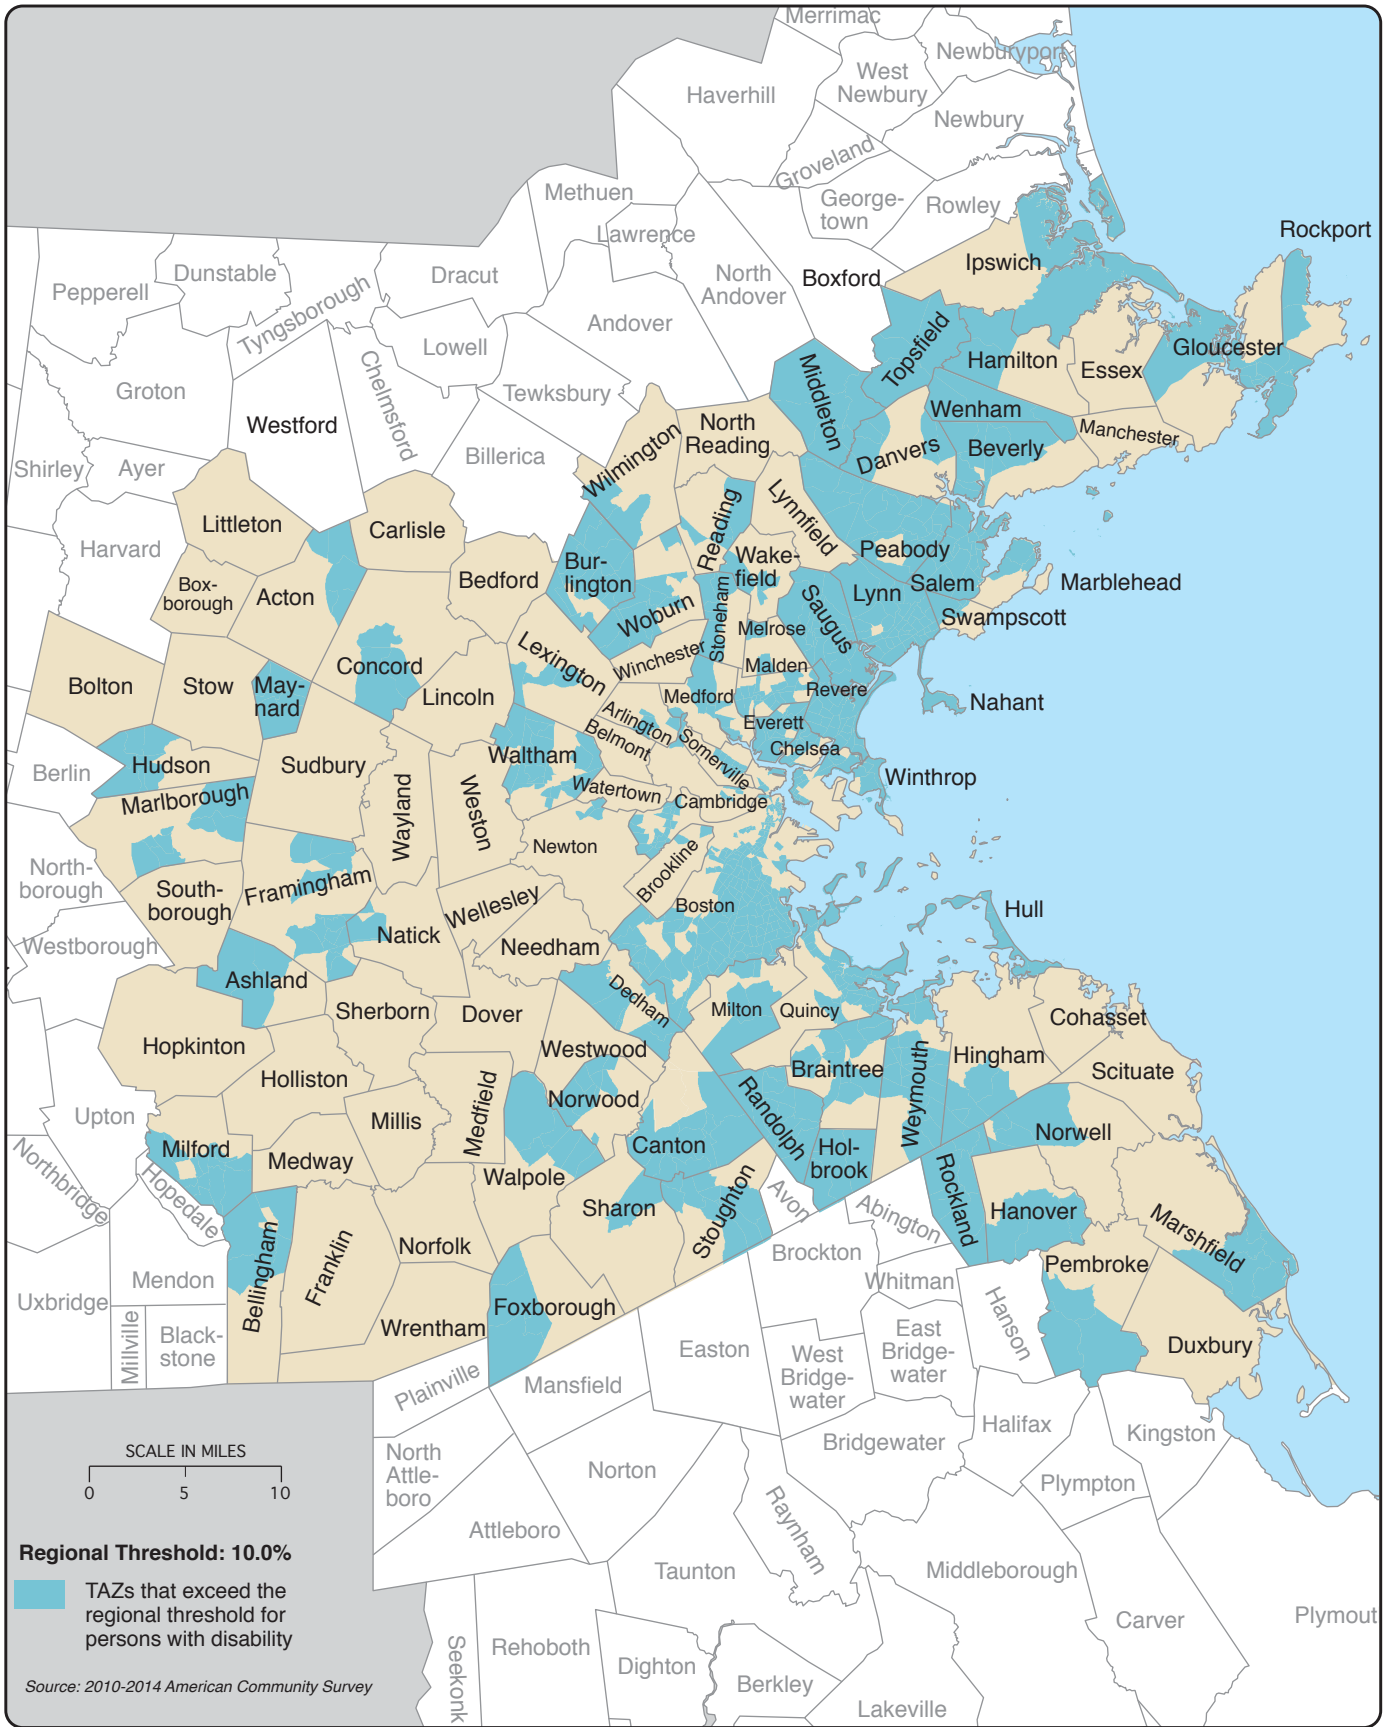 Merrimac
Newburyport
West
Newbury
Haverhill
Newbury
Groveland
Methuen
George-
town
Rowley
Lawrence
Rockport
Ipswich
Boxford
North
Andover
Dunstable
Dracut
Pepperell
Tyngsborough
Andover
Topsfield
Lowell
Gloucester
Hamilton
Essex
Chelmsford
Groton
Tewksbury
Middleton
Wenham
Westford
North
Reading
Manchester
Beverly
Danvers
Billerica
Wilmington
Shirley
Ayer
Littleton
Carlisle
Lynnfield
Reading
Harvard
Peabody
Wake-
field
Bur-
lington
Bedford
Salem
Marblehead
Box-
borough
Acton
Lynn
Woburn
Stoneham
Saugus
Swampscott
Melrose
Lexington
Winchester
Malden
Concord
Bolton
Stow
May-
nard
Lincoln
Medford
Revere
Nahant
Arlington
Everett
Belmont
Somerville
Chelsea
Waltham
Hudson
Sudbury
Berlin
Winthrop
Watertown
Marlborough
Cambridge
Wayland
Weston
Newton
Brookline
North-
borough
South-
borough
Framingham
Wellesley
Boston
Hull
Natick
Westborough
Needham
Ashland
Dedham
Sherborn
Dover
Milton
Quincy
Cohasset
Hopkinton
Westwood
Hingham
Braintree
Scituate
Holliston
Norwood
Weymouth
Randolph
Upton
Millis
Medfield
Norwell
Canton
Milford
Hol-
brook
Medway
Northbridge
Hopedale
Walpole
Rockland
Avon
Sharon
Stoughton
Abington
Hanover
Marshfield
Norfolk
Franklin
Bellingham
Brockton
Pembroke
Mendon
Whitman
Uxbridge
Foxborough
Hanson
Wrentham
Millville
Black-
stone
East
Bridge-
water
Easton
West
Bridge-
water
Duxbury
Plainville
Mansfield
Halifax
Kingston
Bridgewater
SCALE IN MILES
0 5 10
North
Attle-
boro
Norton
Plympton
Raynham
Attleboro
Regional Threshold: 10.0%
TAZs that exceed the
regional threshold for
persons with disability
Taunton
Middleborough
Carver
Plymout
Rehoboth
Seekonk
Dighton
Berkley
Lakeville
Source: 2010-2014 American Community Survey